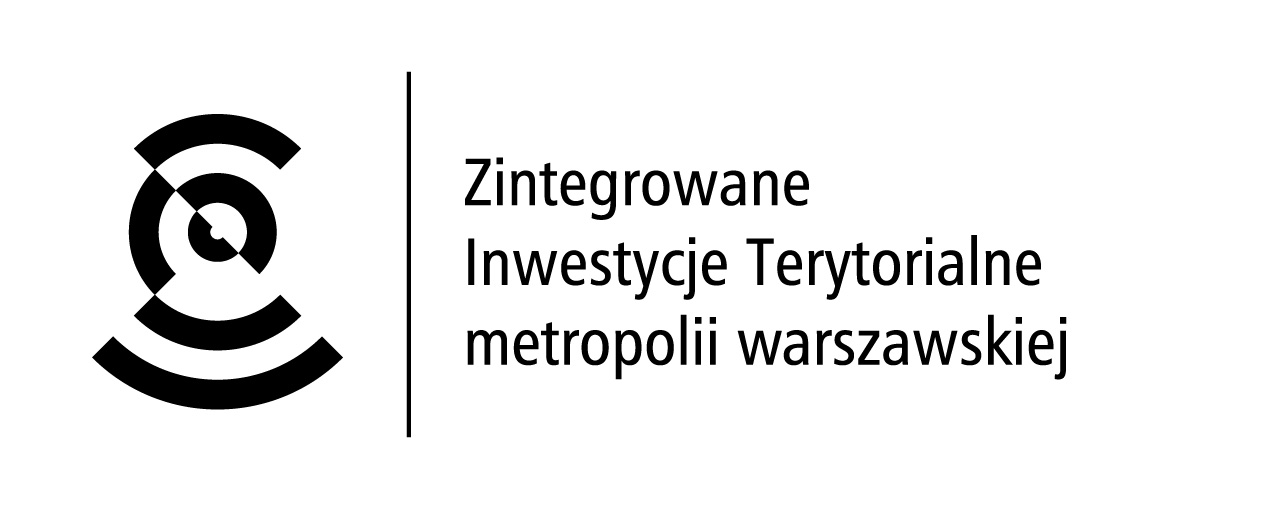 Zintegrowane
Inwestycje Terytorialne
metropolii warszawskiej